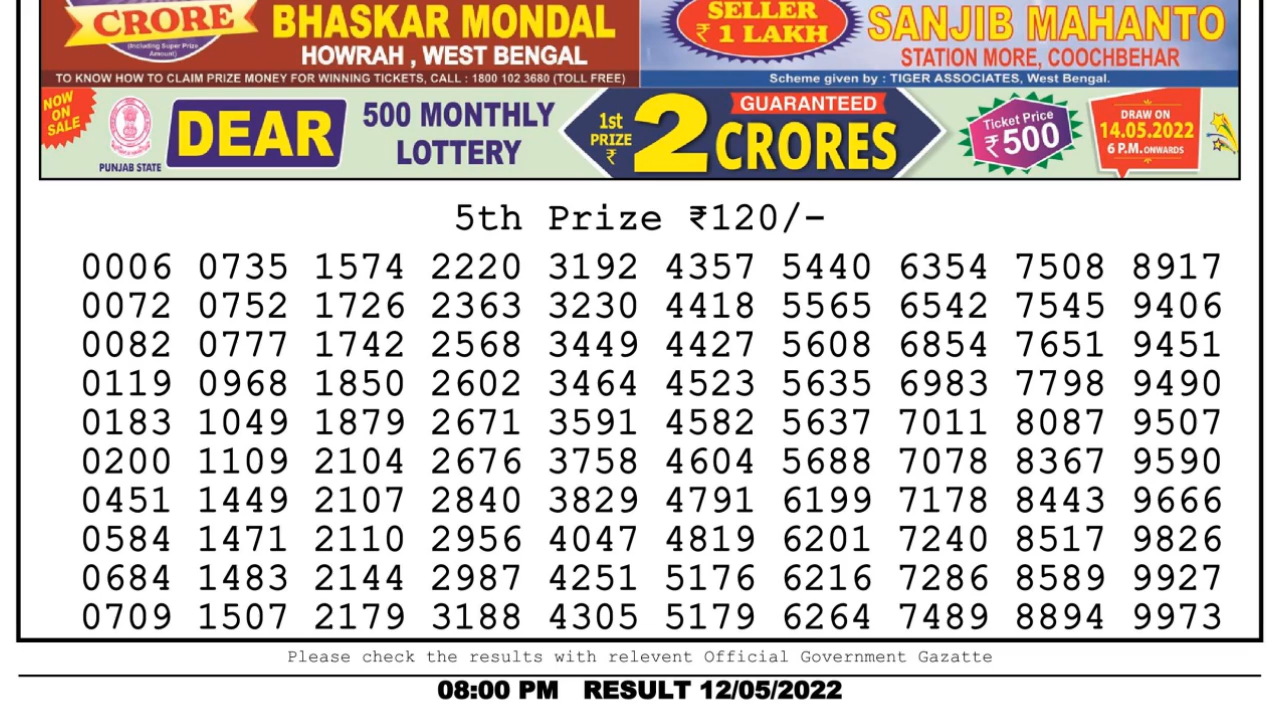 CRORE
(Including Super Prize
Amount)
BHASKAR MONDAL
HOWRAH , WEST BENGAL
TO KNOW HOW TO CLAIM PRIZE MONEY FOR WINNING TICKETS, CALL : 1800 102 3680 (TOLL FREE)
SELLER
₹ 1 LAKH
SANJIB MAHANTO
STATION MORE, COOCHBEHAR
Scheme given by : TIGER ASSOCIATES, West Bengal.
NOW
ON
SALE
PUNJAB STATE
DEAR
500 MONTHLY
LOTTERY
1st
PRIZE
₹
2
GUARANTEED
CRORES
Ticket Price
₹500
DRAW ON
14.05.2022
6 P.M. ONWARDS
5th Prize ₹120/-
0006 0735 1574 2220 3192 4357 5440 6354 7508 8917
0072 0752 1726 2363 3230 4418 5565 6542 7545 9406
0082 0777 1742 2568 3449 4427 5608 6854 7651 9451
0119 0968 1850 2602 3464 4523 5635 6983 7798 9490
0183 1049 1879 2671 3591 4582 5637 7011 8087 9507
0200 1109 2104 2676 3758 4604 5688 7078 8367 9590
0451 1449 2107 2840 3829 4791 6199 7178 8443 9666
0584 1471 2110 2956 4047 4819 6201 7240 8517 9826
0684 1483 2144 2987 4251 5176 6216 7286 8589 9927
0709 1507 2179 3188 4305 5179 6264 7489 8894 9973
Please check the results with relevent Official Government Gazatte
08:00 PM RESULT 12/05/2022